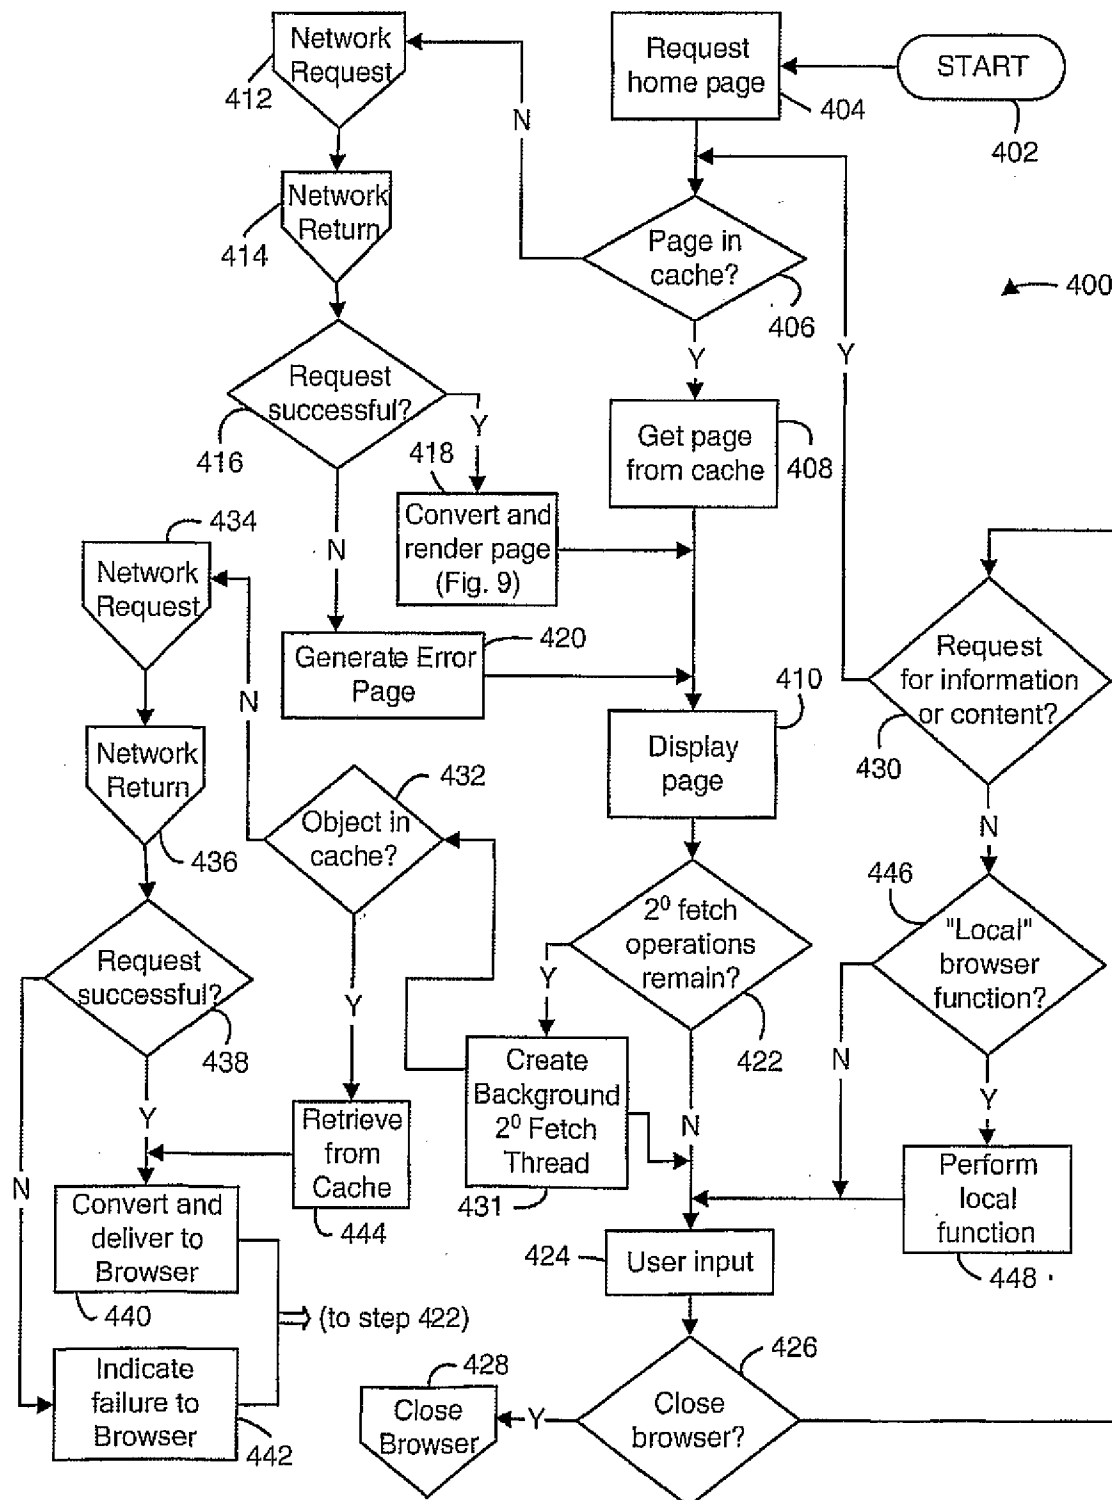 Network
Request
412
Request
home page
404
START
402
N
Network
Return
414
Page in
cache?
406
400
Y
Y
Request
successful?
416
Y
Get page
from cache
408
418
Convert and
render page
(Fig. 9)
N
434
Network
Request
420
Generate Error
Page
N
410
Display
page
Request
for information
or content?
430
N
Network
Return
436
432
Object in
cache?
446
"Local"
browser
function?
2⁰ fetch
operations
remain?
422
Y
Request
successful?
438
Y
Y
N
N
Y
N
Create
Background
2⁰ Fetch
Thread
431
Retrieve
from
Cache
444
Perform
local
function
448
Convert and
deliver to
Browser
440
424
User input
(to step 422)
Indicate
failure to
Browser
442
428
Close
Browser
Y
426
Close
browser?